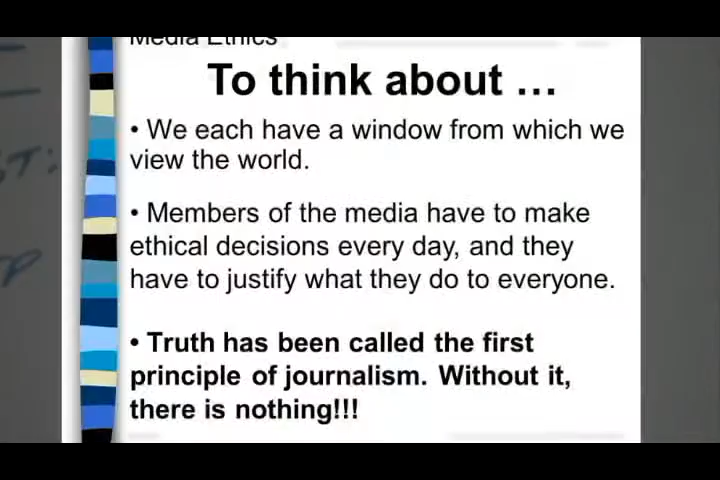 Media Ethics
To think about …
• We each have a window from which we
view the world.
• Members of the media have to make
ethical decisions every day, and they
have to justify what they do to everyone.
• Truth has been called the first
principle of journalism. Without it,
there is nothing!!!